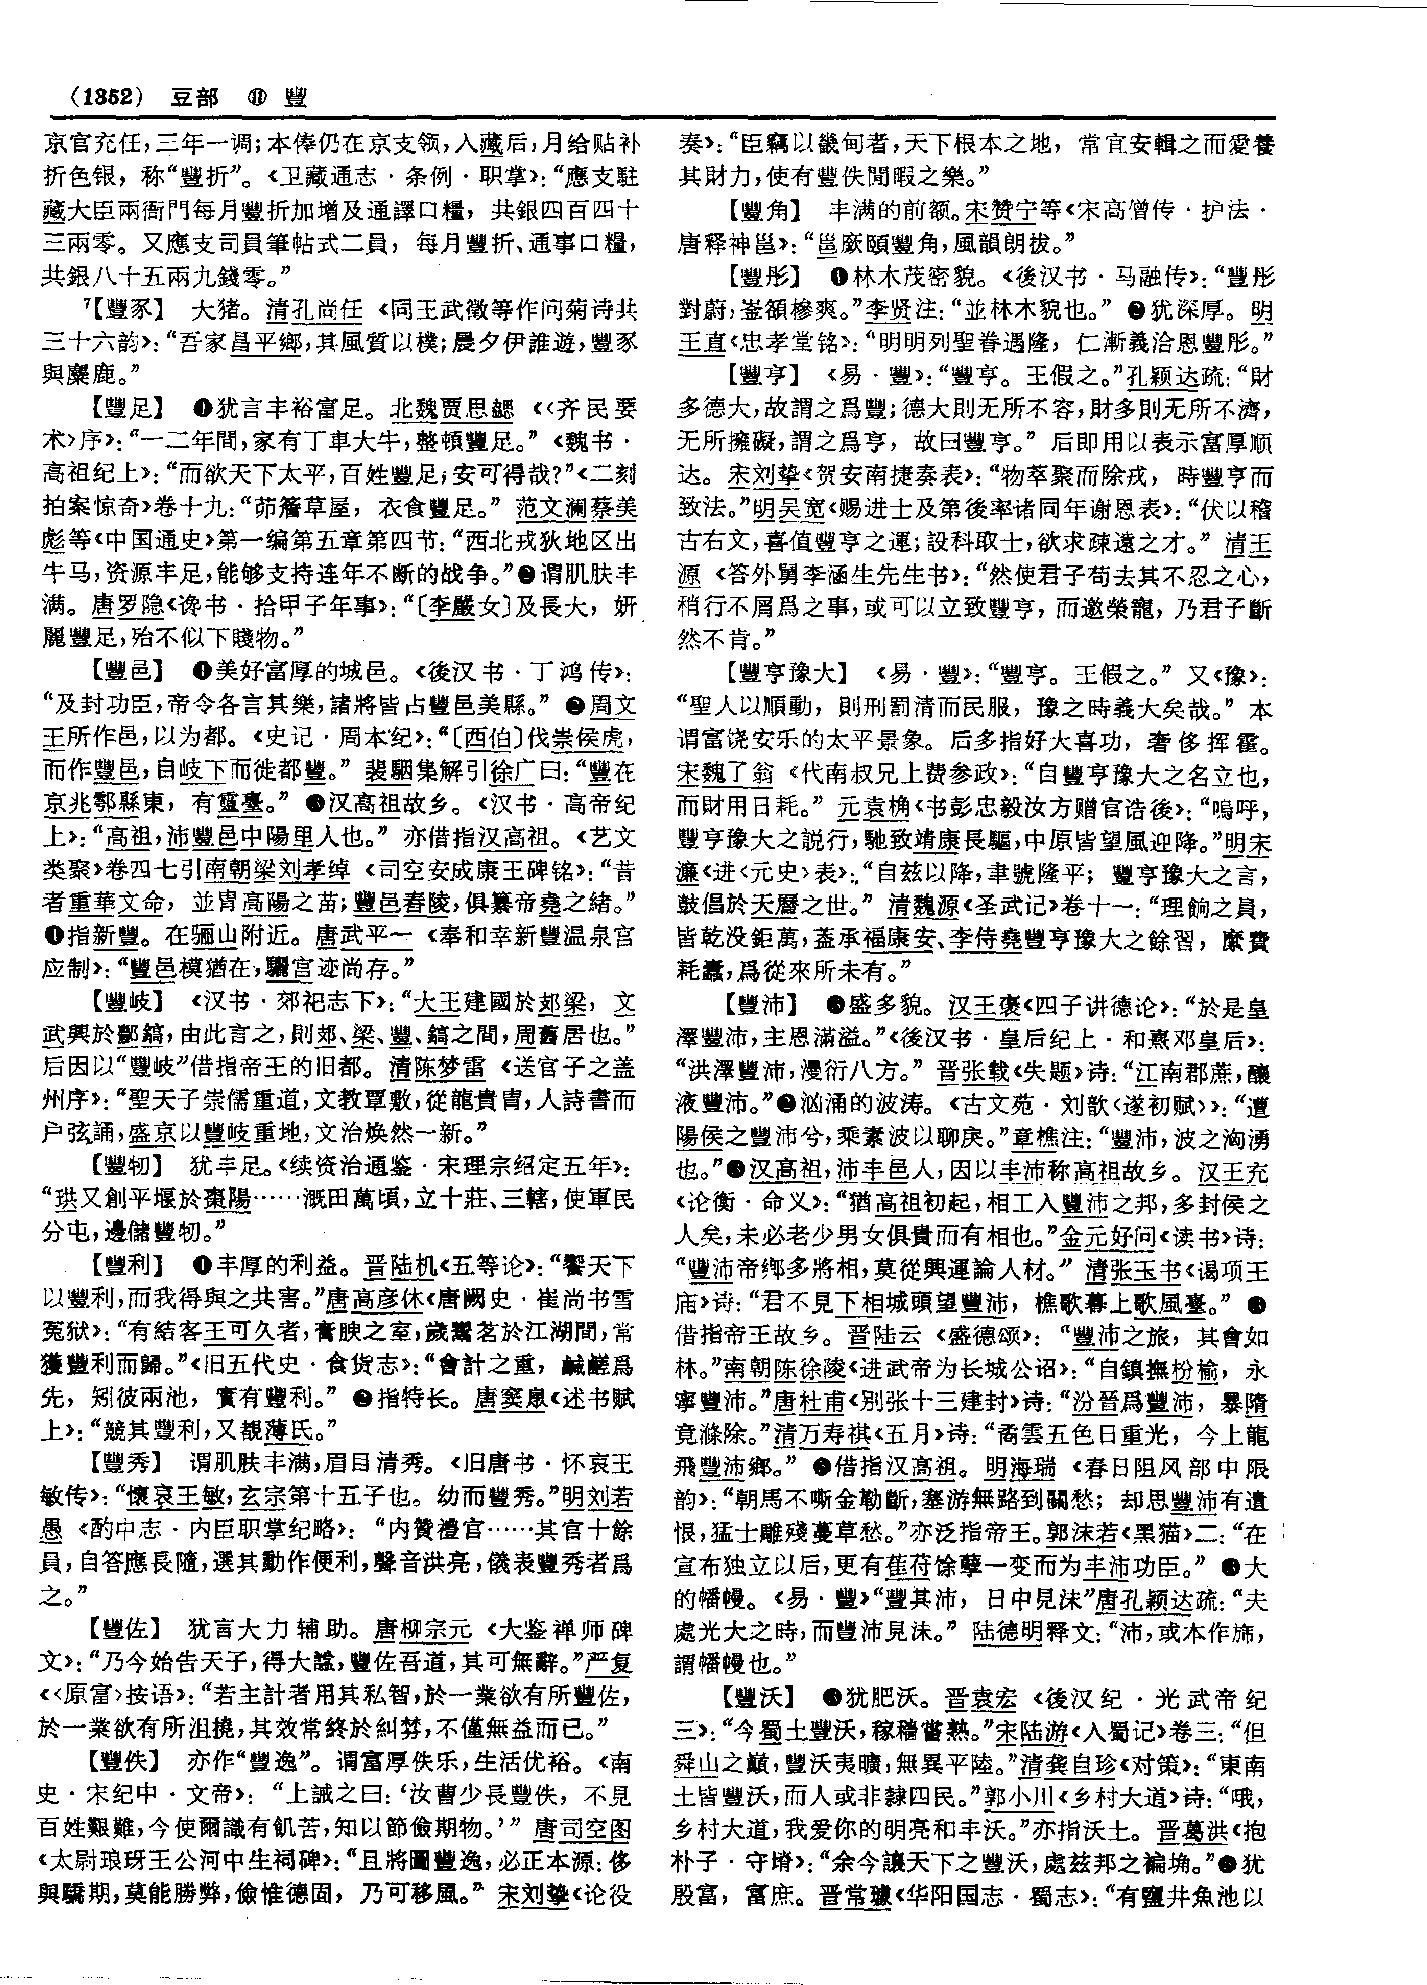 (1352) 豆部 ⑪ 豐
京官充任，三年一调；本俸仍在京支领，入藏后，月给贴补
折色银，称“豐折”。《卫藏通志·条例·职掌》：“應支駐
藏大臣兩衙門每月豐折加增及通譯口糧，共銀四百四十
三兩零。又應支司員筆帖式二員，每月豐折、通事口糧，
共銀八十五兩九錢零。”
7【豐豕】 大猪。清孔尚任《同王武徵等作问菊诗共
三十六韵》：“吾家昌平鄉，其風質以樸；晨夕伊誰遊，豐豕
與麋鹿。”
【豐足】 ❶犹言丰裕富足。北魏贾思勰《〈齐民要
术〉序》：“一二年間，家有丁車大牛，整頓豐足。”《魏书·
高祖纪上》：“而欲天下太平，百姓豐足，安可得哉？”《二刻
拍案惊奇》卷十九：“茆簷草屋，衣食豐足。”范文澜蔡美
彪等《中国通史》第一编第五章第四节：“西北戎狄地区出
牛马，资源丰足，能够支持连年不断的战争。”❷谓肌肤丰
满。唐罗隐《谗书·拾甲子年事》：“〔李嚴女〕及長大，妍
麗豐足，殆不似下賤物。”
【豐邑】 ❶美好富厚的城邑。《後汉书·丁鸿传》：
“及封功臣，帝令各言其樂，諸將皆占豐邑美縣。”❷周文
王所作邑，以为都。《史记·周本纪》：“〔西伯〕伐崇侯虎，
而作豐邑，自岐下而徙都豐。”裴駰集解引徐广曰：“豐在
京兆鄠縣東，有靈臺。”❸汉高祖故乡。《汉书·高帝纪
上》：“高祖，沛豐邑中陽里人也。”亦借指汉高祖。《艺文
类聚》卷四七引南朝梁刘孝绰《司空安成康王碑铭》：“昔
者重華文命，並胄高陽之苗；豐邑舂陵，俱纂帝堯之緒。”
❹指新豐。在骊山附近。唐武平一《奉和幸新豐温泉宫
应制》：“豐邑模猶在，驪宫迹尚存。”
【豐岐】 《汉书·郊祀志下》：“大王建國於郊梁，文
武興於酆鎬，由此言之，則郊、梁、豐、鎬之間，周舊居也。”
后因以“豐岐”借指帝王的旧都。清陈梦雷《送官子之盖
州序》：“聖天子崇儒重道，文教覃敷，從龍貴胄，人詩書而
户弦誦，盛京以豐岐重地，文治焕然一新。”
【豐牣】 犹丰足。《续资治通鉴·宋理宗绍定五年》：
“珙又創平堰於棗陽……溉田萬頃，立十莊、三轄，使軍民
分屯，邊儲豐牣。”
【豐利】 ❶丰厚的利益。晋陆机《五等论》：“饗天下
以豐利，而我得與之共害。”唐高彦休《唐阙史·崔尚书雪
冤狱》：“有結客王可久者，膏腴之室，歲鬻茗於江湖間，常
獲豐利而歸。”《旧五代史·食货志》：“會計之重，鹹鹺爲
先，矧彼兩池，實有豐利。”❷指特长。唐窦臮《述书赋
上》：“競其豐利，又覩薄氏。”
【豐秀】 谓肌肤丰满，眉目清秀。《旧唐书·怀哀王
敏传》：“懷哀王敏，玄宗第十五子也。幼而豐秀。”明刘若
愚《酌中志·内臣职掌纪略》：“内贊禮官……其官十餘
員，自答應長隨，選其動作便利，聲音洪亮，儀表豐秀者爲
之。”
【豐佐】 犹言大力辅助。唐柳宗元《大鉴禅师碑
文》：“乃今始告天子，得大諡，豐佐吾道，其可無辭。”严复
《〈原富〉按语》：“若主計者用其私智，於一業欲有所豐佐，
於一業欲有所沮撓，其效常終於糾棼，不僅無益而已。”
【豐佚】 亦作“豐逸”。谓富厚佚乐，生活优裕。《南
史·宋纪中·文帝》：“上誡之曰：‘汝曹少長豐佚，不見
百姓艱難，今使爾識有飢苦，知以節儉期物。’”唐司空图
《太尉琅玡王公河中生祠碑》：“且將圖豐逸，必正本源：侈
與驕期，莫能勝弊，儉惟德固，乃可移風。”宋刘挚《论役
奏》：“臣竊以畿甸者，天下根本之地，常宜安輯之而愛養
其財力，使有豐佚閒暇之樂。”
【豐角】 丰满的前额。宋赞宁等《宋高僧传·护法·
唐释神邕》：“邕厥頤豐角，風韻朗拔。”
【豐彤】 ❶林木茂密貌。《後汉书·马融传》：“豐彤
對蔚，崟頟槮爽。”李贤注：“並林木貌也。”❷犹深厚。明
王直《忠孝堂铭》：“明明列聖眷遇隆，仁漸義洽恩豐彤。”
【豐亨】 《易·豐》：“豐亨。王假之。”孔颖达疏：“財
多德大，故謂之爲豐；德大則无所不容，財多則无所不濟，
无所擁礙，謂之爲亨，故曰豐亨。”后即用以表示富厚顺
达。宋刘挚《贺安南捷奏表》：“物萃聚而除戎，時豐亨而
致法。”明吴宽《赐进士及第後率诸同年谢恩表》：“伏以稽
古右文，喜值豐亨之運；設科取士，欲求疎遠之才。”清王
源《答外舅李涵生先生书》：“然使君子苟去其不忍之心，
稍行不屑爲之事，或可以立致豐亨，而邀榮寵，乃君子斷
然不肯。”
【豐亨豫大】 《易·豐》：“豐亨。王假之。”又《豫》：
“聖人以順動，則刑罰清而民服，豫之時義大矣哉。”本
谓富饶安乐的太平景象。后多指好大喜功，奢侈挥霍。
宋魏了翁《代南叔兄上费参政》：“自豐亨豫大之名立也，
而財用日耗。”元袁桷《书彭忠毅汝方赠官诰後》：“嗚呼，
豐亨豫大之説行，馳致靖康長驅，中原皆望風迎降。”明宋
濂《进〈元史〉表》：“自兹以降，聿號隆平；豐亨豫大之言，
鼓倡於天曆之世。”清魏源《圣武记》卷十一：“理餉之員，
皆乾没鉅萬，葢承福康安、李侍堯豐亨豫大之餘習，糜費
耗蠹，爲從來所未有。”
【豐沛】 ❶盛多貌。汉王褒《四子讲德论》：“於是皇
澤豐沛，主恩滿溢。”《後汉书·皇后纪上·和熹邓皇后》：
“洪澤豐沛，漫衍八方。”晋张载《失题》诗：“江南郡蔗，釀
液豐沛。”❷汹涌的波涛。《古文苑·刘歆〈遂初赋〉》：“遭
陽侯之豐沛兮，乘素波以聊戾。”章樵注：“豐沛，波之洶湧
也。”❸汉高祖，沛丰邑人，因以丰沛称高祖故乡。汉王充
《论衡·命义》：“猶高祖初起，相工入豐沛之邦，多封侯之
人矣，未必老少男女俱貴而有相也。”金元好问《读书》诗：
“豐沛帝鄉多將相，莫從興運論人材。”清张玉书《谒项王
庙》诗：“君不見下相城頭望豐沛，樵歌暮上歌風臺。”❹
借指帝王故乡。晋陆云《盛德颂》：“豐沛之旅，其會如
林。”南朝陈徐陵《进武帝为长城公诏》：“自鎮撫枌榆，永
寧豐沛。”唐杜甫《别张十三建封》诗：“汾晉爲豐沛，暴隋
竟滌除。”清万寿祺《五月》诗：“矞雲五色日重光，今上龍
飛豐沛鄉。”❺借指汉高祖。明海瑞《春日阻风部中限
韵》：“朝馬不嘶金勒斷，塞游無路到關愁；却思豐沛有遺
恨，猛士雕殘蔓草愁。”亦泛指帝王。郭沫若《黑猫》二：“在
宣布独立以后，更有萑苻馀孽一变而为丰沛功臣。”❻大
的幡幔。《易·豐》“豐其沛，日中見沬”唐孔颖达疏：“夫
處光大之時，而豐沛見沬。”陆德明释文：“沛，或本作旆，
謂幡幔也。”
【豐沃】 ❶犹肥沃。晋袁宏《後汉纪·光武帝纪
三》：“今蜀土豐沃，稼穡嘗熟。”宋陆游《入蜀记》卷三：“但
舜山之巔，豐沃夷曠，無異平陸。”清龚自珍《对策》：“東南
土皆豐沃，而人或非隸四民。”郭小川《乡村大道》诗：“哦，
乡村大道，我爱你的明亮和丰沃。”亦指沃土。晋葛洪《抱
朴子·守塉》：“余今讓天下之豐沃，處兹邦之褊埆。”❷犹
殷富，富庶。晋常璩《华阳国志·蜀志》：“有鹽井魚池以